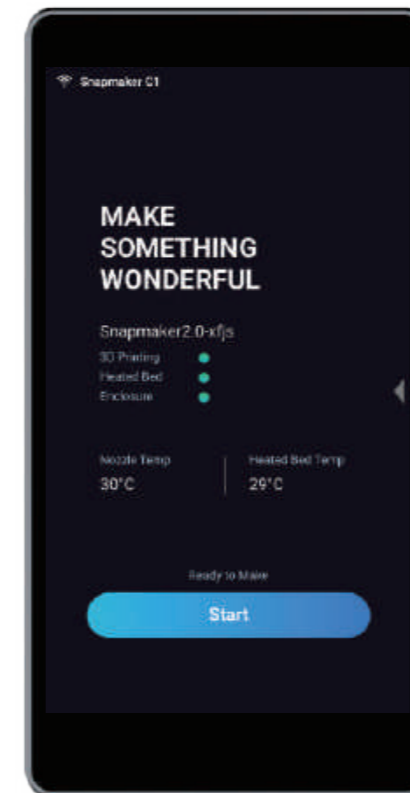 Snapmaker C1
MAKE
SOMETHING
WONDERFUL
Snapmaker2.0-xfjs
3D Printing
Heated Bed
Enclosure
Nozzle Temp
Heated Bed Temp
30°C
29°C
Ready to Make
Start